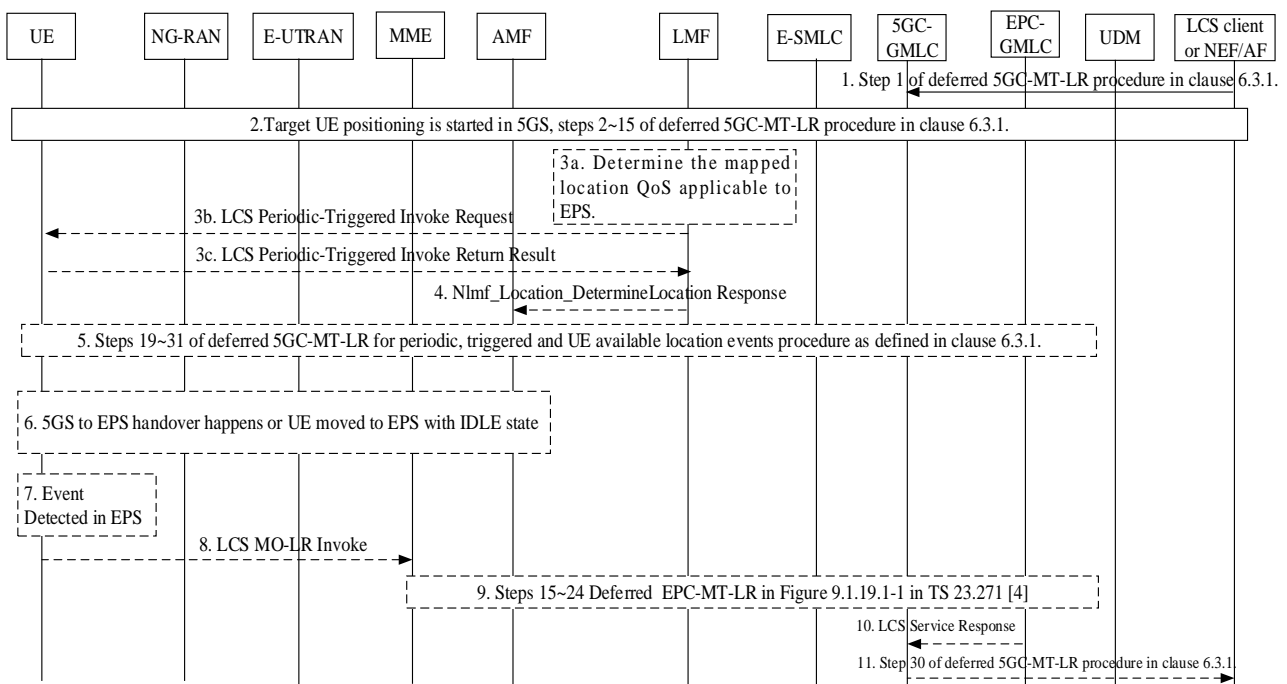 UE
NG-RAN
E-UTRAN
MME
AMF
LMF
E-SMLC
5GC-
GMLC
EPC-
GMLC
UDM
LCS client
or NEF/AF
1. Step 1 of deferred 5GC-MT-LR procedure in clause 6.3.1.
2.Target UE positioning is started in 5GS, steps 2~15 of deferred 5GC-MT-LR procedure in clause 6.3.1.
3a. Determine the mapped
location QoS applicable to
EPS.
3b. LCS Periodic-Triggered Invoke Request
3c. LCS Periodic-Triggered Invoke Return Result
4. Nlmf_Location_DetermineLocation Response
5. Steps 19~31 of deferred 5GC-MT-LR for periodic, triggered and UE available location events procedure as defined in clause 6.3.1.
6. 5GS to EPS handover happens or UE moved to EPS with IDLE state
7. Event
Detected in EPS
8. LCS MO-LR Invoke
9. Steps 15~24 Deferred EPC-MT-LR in Figure 9.1.19.1-1 in TS 23.271 [4]
10. LCS Service Response
11. Step 30 of deferred 5GC-MT-LR procedure in clause 6.3.1.